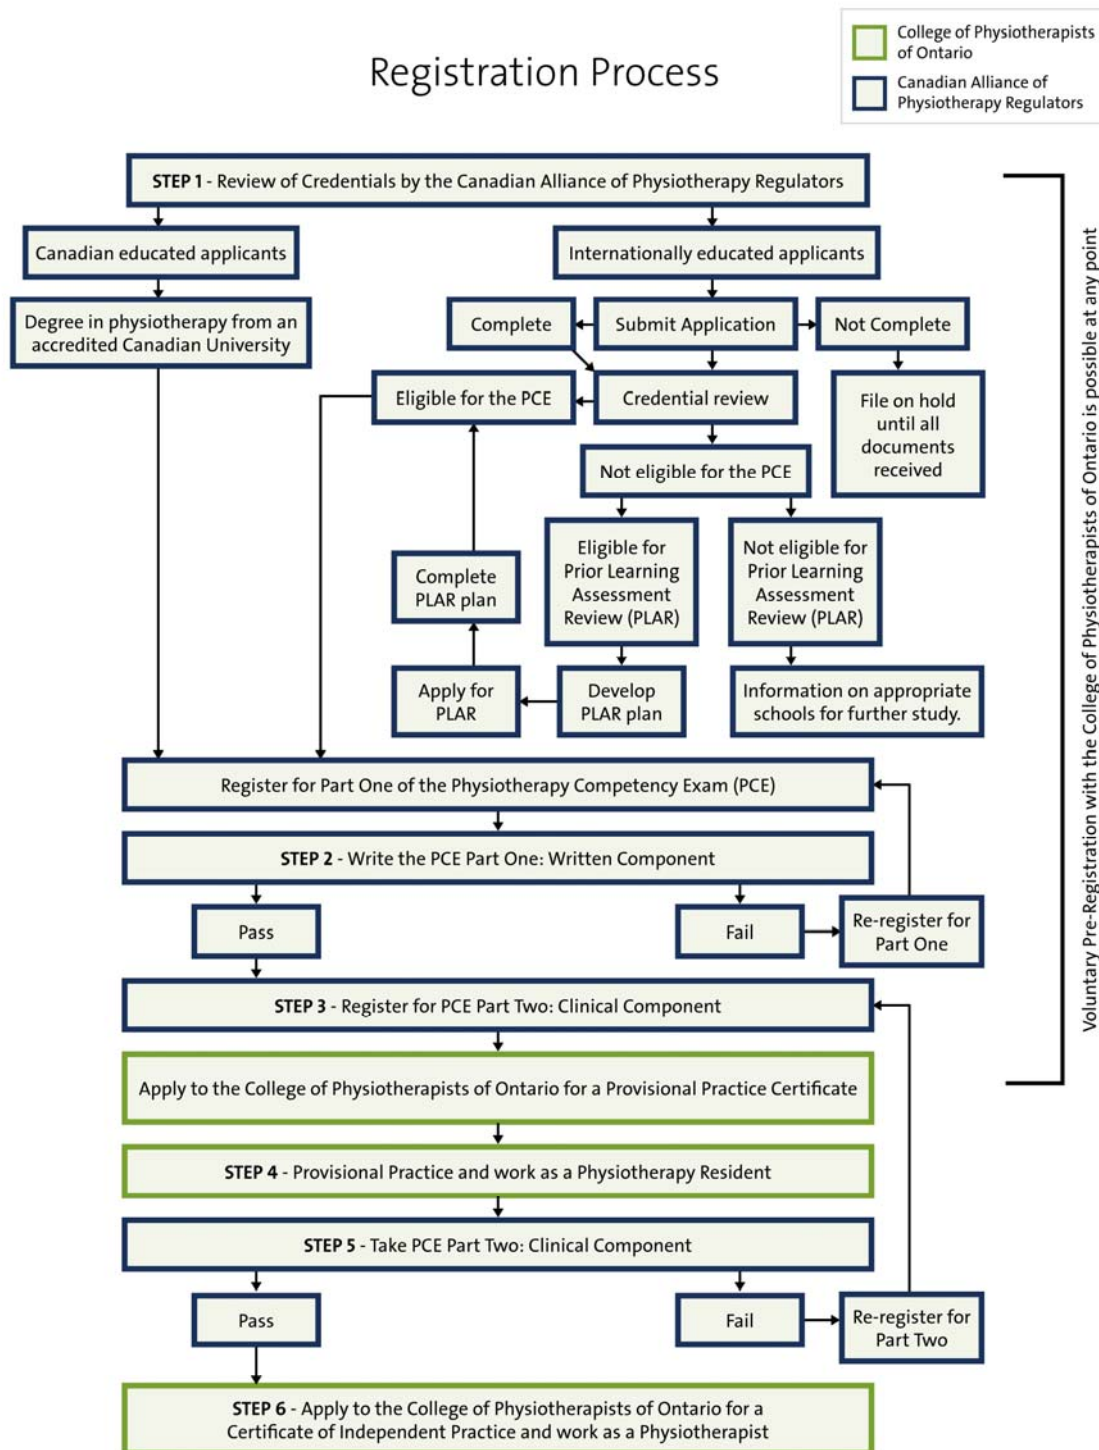 Registration Process
College of Physiotherapists
of Ontario
Canadian Alliance of
Physiotherapy Regulators
STEP 1 - Review of Credentials by the Canadian Alliance of Physiotherapy Regulators
Canadian educated applicants
Internationally educated applicants
Degree in physiotherapy from an
accredited Canadian University
Complete
Submit Application
Not Complete
Eligible for the PCE
Credential review
File on hold
until all
documents
received
Not eligible for the PCE
Complete
PLAR plan
Eligible for
Prior Learning
Assessment
Review (PLAR)
Not eligible for
Prior Learning
Assessment
Review (PLAR)
Apply for
PLAR
Develop
PLAR plan
Information on appropriate
schools for further study.
Register for Part One of the Physiotherapy Competency Exam (PCE)
STEP 2 - Write the PCE Part One: Written Component
Pass
Fail
Re-register for
Part One
STEP 3 - Register for PCE Part Two: Clinical Component
Apply to the College of Physiotherapists of Ontario for a Provisional Practice Certificate
STEP 4 - Provisional Practice and work as a Physiotherapy Resident
STEP 5 - Take PCE Part Two: Clinical Component
Pass
Fail
Re-register for
Part Two
STEP 6 - Apply to the College of Physiotherapists of Ontario for a
Certificate of Independent Practice and work as a Physiotherapist
Voluntary Pre-Registration with the College of Physiotherapists of Ontario is possible at any point